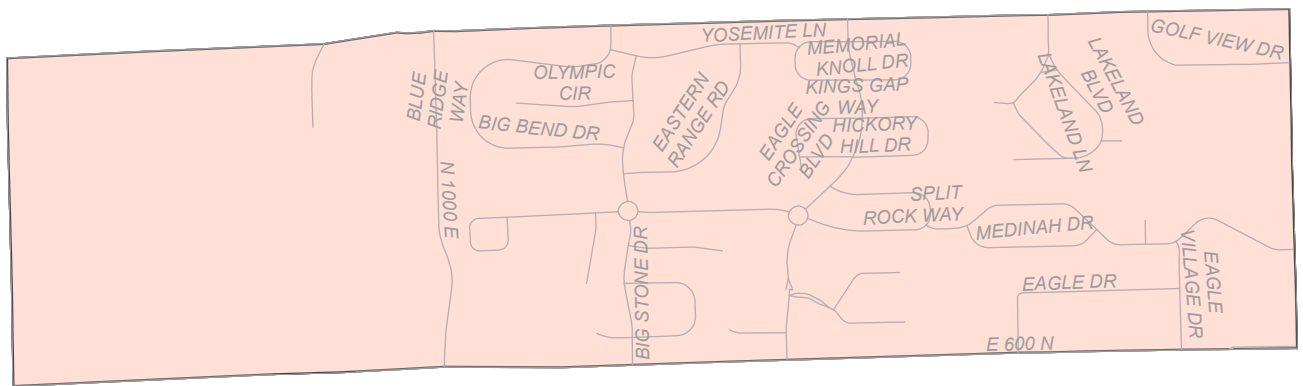 YOSEMITE LN
GOLF VIEW DR
MEMORIAL
KNOLL DR
LAKELAND
BLVD
LAKELAND LN
BLUE
RIDGE
WAY
OLYMPIC
CIR
EASTERN
RANGE RD
KINGS GAP
WAY
BIG BEND DR
EAGLE
CROSSING
BLVD
HICKORY
HILL DR
N 1000 E
SPLIT
ROCK WAY
MEDINAH DR
BIG STONE DR
EAGLE
VILLAGE DR
EAGLE DR
E 600 N